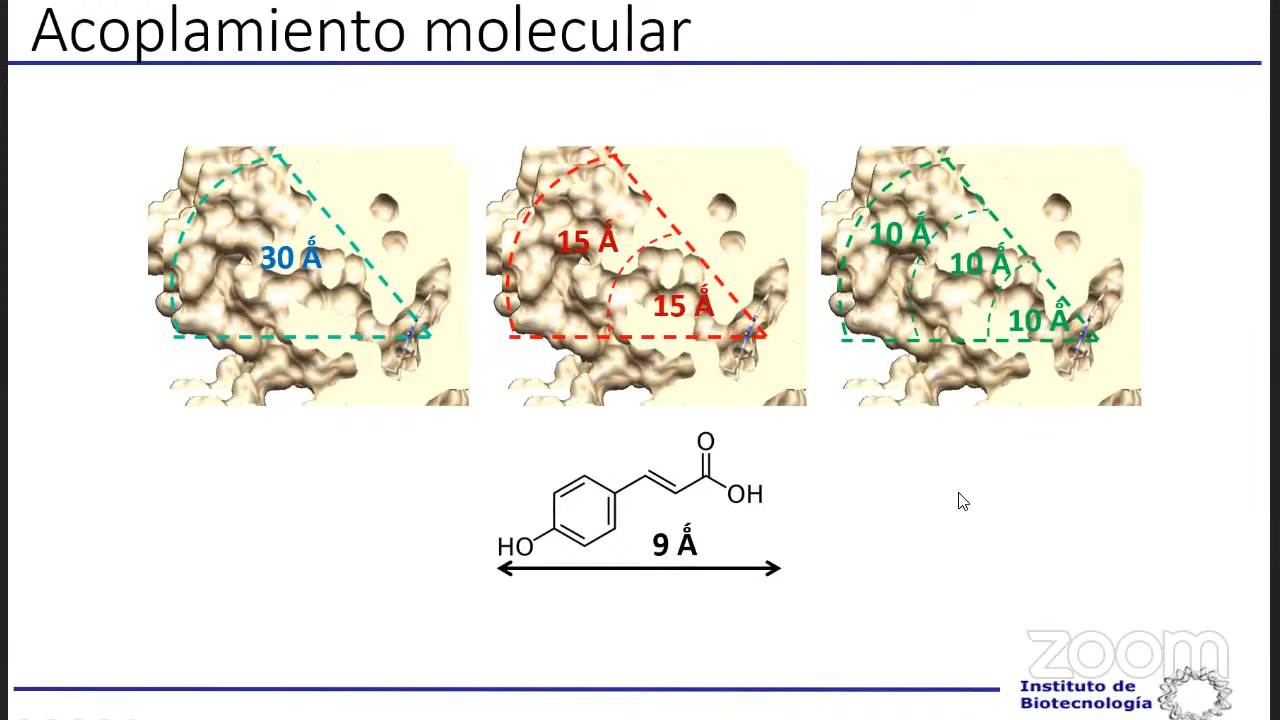 Acoplamiento molecular
30 Å
15 Å
15 Å
10 Å
10 Å
10 Å
O
OH
HO
9 Å
zoom
Instituto de
Biotecnología